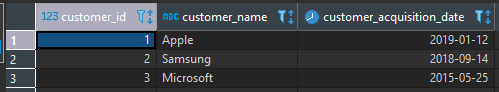 123 customer_id ABC customer_name customer_acquisition_date
1 1 Apple 2019-01-12
2 2 Samsung 2018-09-14
3 3 Microsoft 2015-05-25